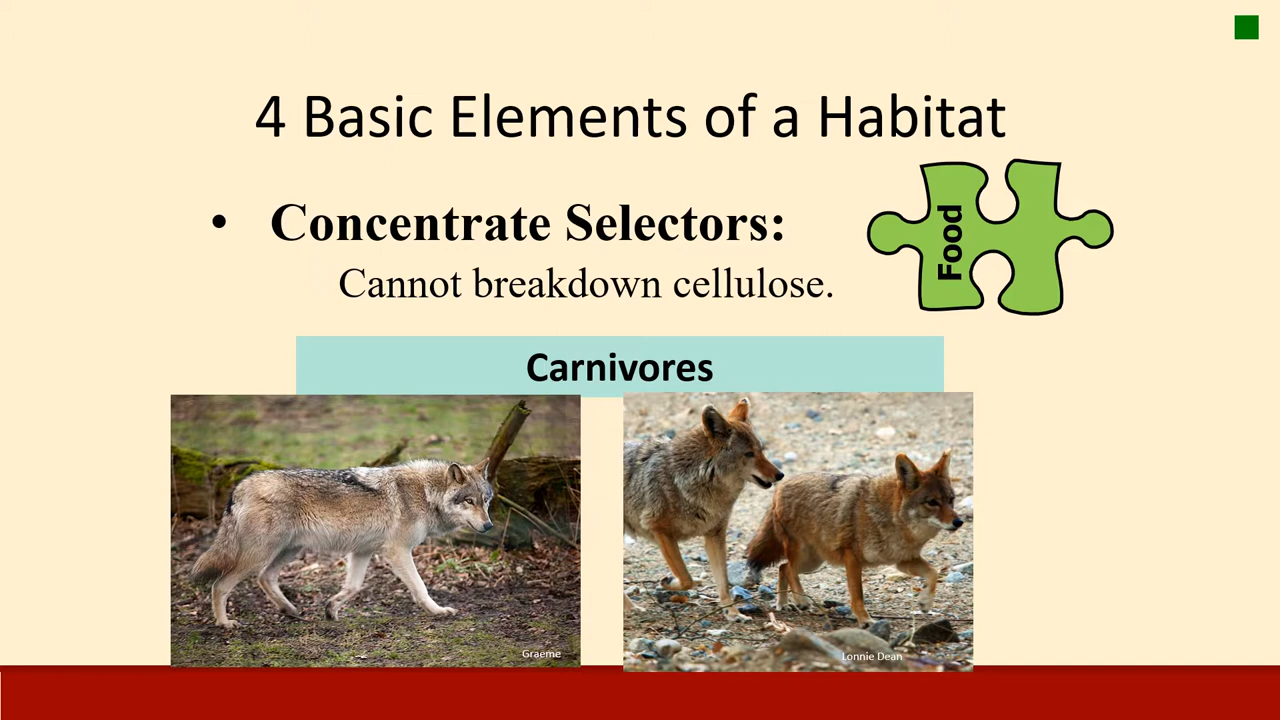 4 Basic Elements of a Habitat
• Concentrate Selectors:
Food
Cannot breakdown cellulose.
Carnivores
Graeme
Lonnie Dean